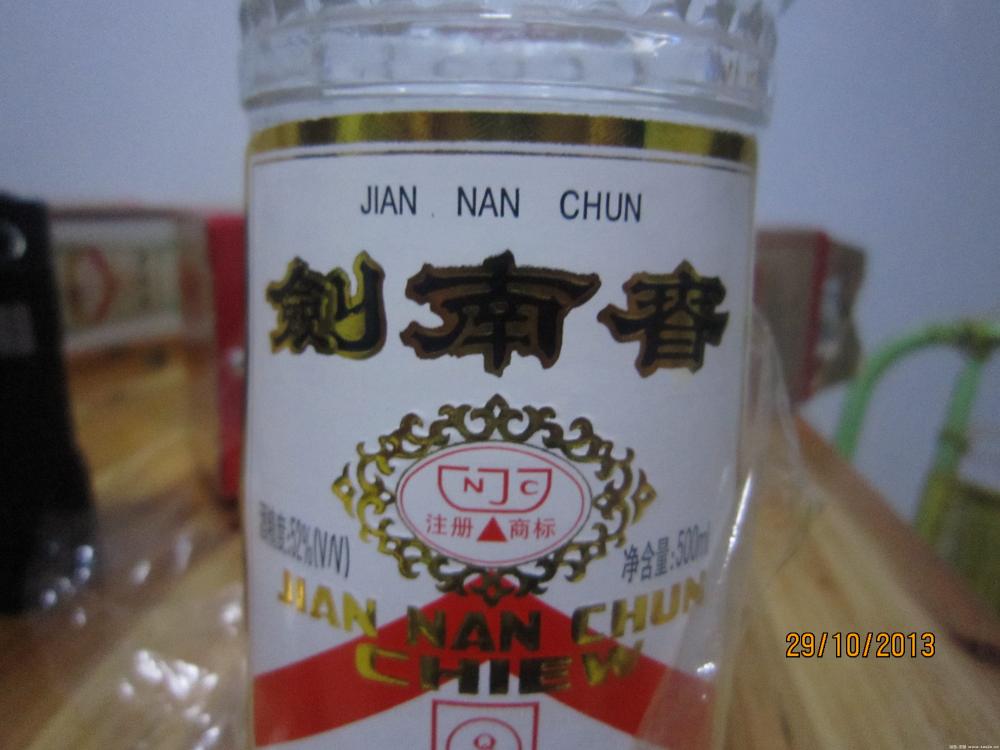 JIAN NAN CHUN
劍南春
NJC
注册 商标
酒精度:52%(V/V)
净含量:500ml
JIAN NAN CHUN
CHIEW
29/10/2013